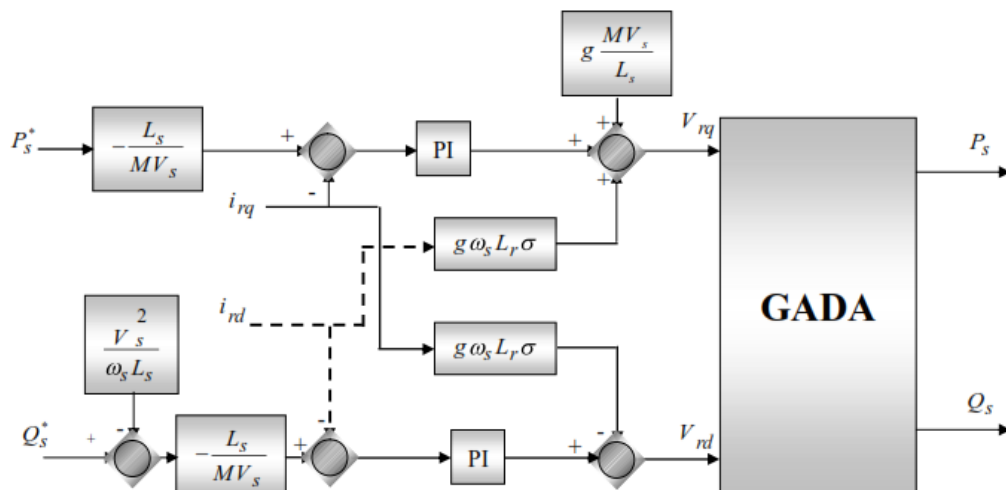 g MV_s / L_s
P_s^*
-L_s / MV_s
+
-
PI
+
+
+
V_rq
P_s
i_rq
g ω_s L_r σ
i_rd
g ω_s L_r σ
GADA
V_s^2 / ω_s L_s
Q_s^*
+
-
-L_s / MV_s
+
-
PI
+
-
V_rd
Q_s